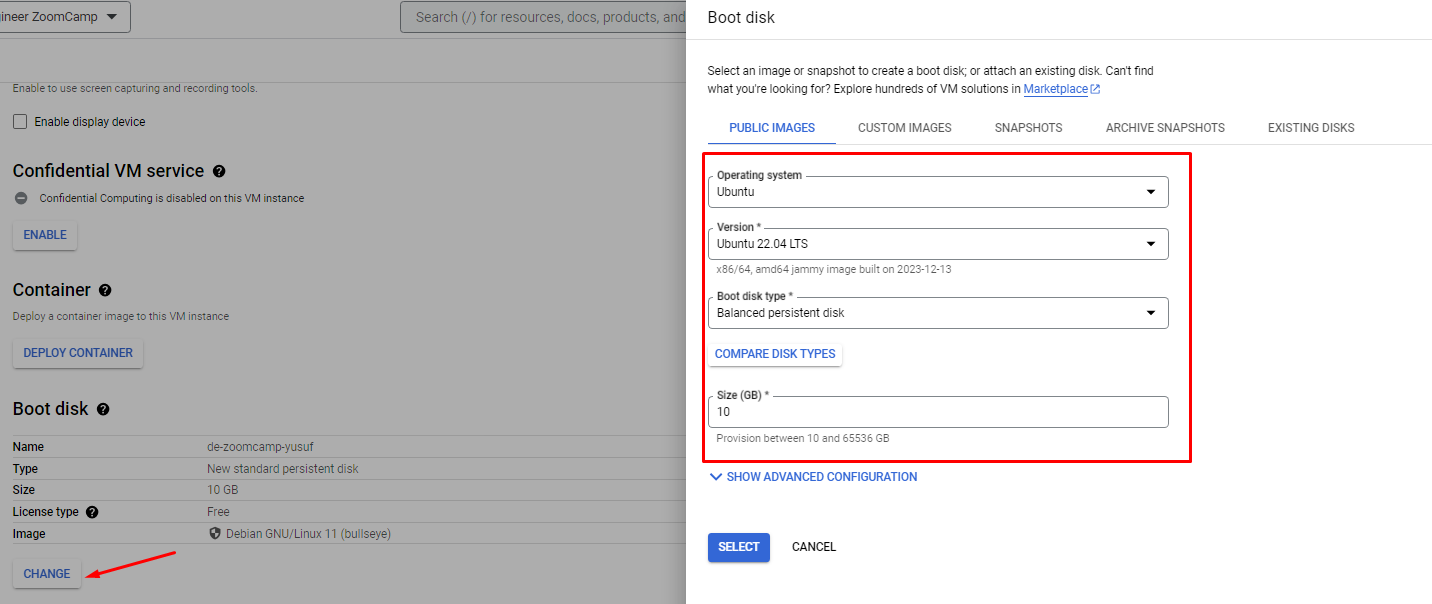 ineer ZoomCamp
Search (/) for resources, docs, products, and
Enable to use screen capturing and recording tools.
Enable display device
Confidential VM service
Confidential Computing is disabled on this VM instance
ENABLE
Container
Deploy a container image to this VM instance
DEPLOY CONTAINER
Boot disk
Name de-zoomcamp-yusuf
Type New standard persistent disk
Size 10 GB
License type Free
Image Debian GNU/Linux 11 (bullseye)
CHANGE
Boot disk
Select an image or snapshot to create a boot disk; or attach an existing disk. Can't find
what you're looking for? Explore hundreds of VM solutions in Marketplace
PUBLIC IMAGES CUSTOM IMAGES SNAPSHOTS ARCHIVE SNAPSHOTS EXISTING DISKS
Operating system
Ubuntu
Version *
Ubuntu 22.04 LTS
x86/64, amd64 jammy image built on 2023-12-13
Boot disk type *
Balanced persistent disk
COMPARE DISK TYPES
Size (GB) *
10
Provision between 10 and 65536 GB
SHOW ADVANCED CONFIGURATION
SELECT CANCEL